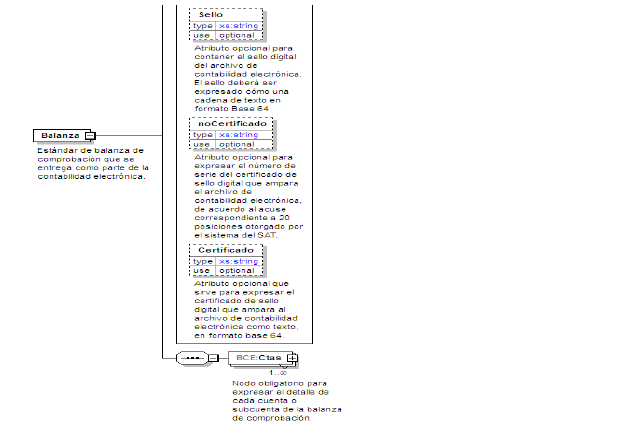 Sello
type xs:string
use optional
Atributo opcional para
contener el sello digital
del archivo de
contabilidad electrónica.
El sello deberá ser
expresado cómo una
cadena de texto en
formato Base 64
noCertificado
type xs:string
use optional
Atributo opcional para
expresar el número de
serie del certificado de
sello digital que ampara
el archivo de
contabilidad electrónica,
de acuerdo al acuse
correspondiente a 20
posiciones otorgado por
el sistema del SAT.
Certificado
type xs:string
use optional
Atributo opcional que
sirve para expresar el
certificado de sello
digital que ampara al
archivo de contabilidad
electrónica como texto,
en formato base 64.
Balanza
Estándar de balanza de
comprobación que se
entrega como parte de la
contabilidad electrónica.
BCE:Ctas
1..∞
Nodo obligatorio para
expresar el detalle de
cada cuenta o
subcuenta de la balanza
de comprobación.